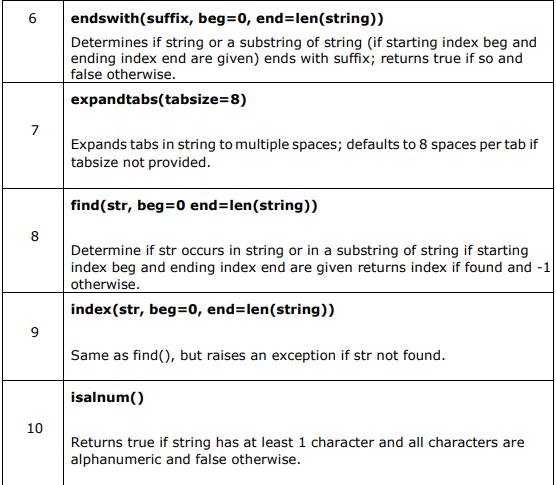 6
endswith(suffix, beg=0, end=len(string))
Determines if string or a substring of string (if starting index beg and
ending index end are given) ends with suffix; returns true if so and
false otherwise.
7
expandtabs(tabsize=8)
Expands tabs in string to multiple spaces; defaults to 8 spaces per tab if
tabsize not provided.
8
find(str, beg=0 end=len(string))
Determine if str occurs in string or in a substring of string if starting
index beg and ending index end are given returns index if found and -1
otherwise.
9
index(str, beg=0, end=len(string))
Same as find(), but raises an exception if str not found.
10
isalnum()
Returns true if string has at least 1 character and all characters are
alphanumeric and false otherwise.